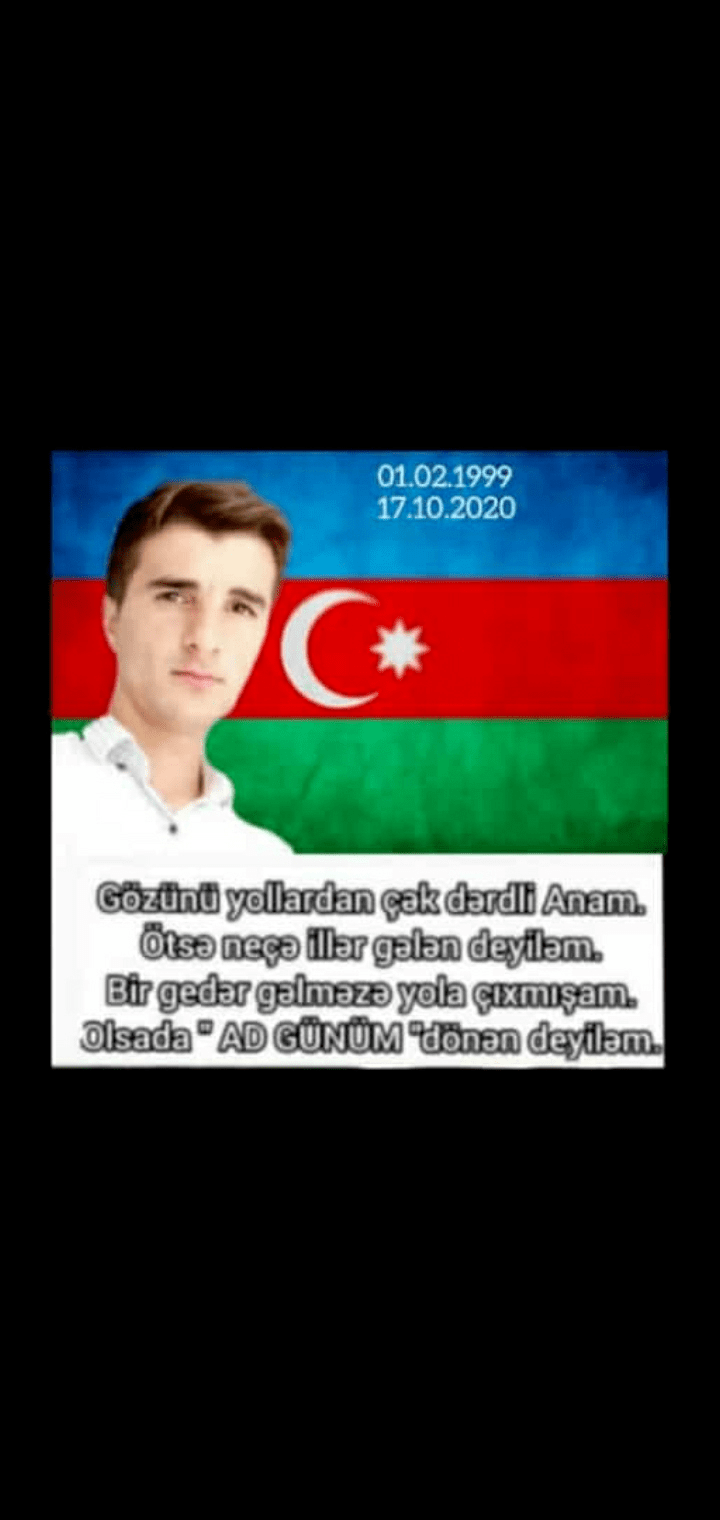 01.02.1999
17.10.2020
Gözünü yollardan çək dərdli Anam.
Ötsə neçə illər gələn deyiləm.
Bir gedər gəlməzə yola çıxmışam.
Olsada " AD GÜNÜM "dönən deyiləm.